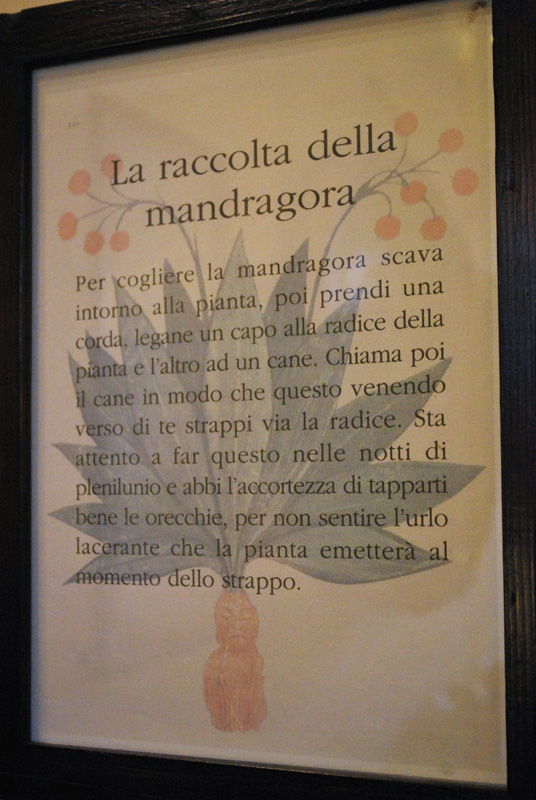 La raccolta della
mandragora
Per cogliere la mandragora scava
intorno alla pianta, poi prendi una
corda, legane un capo alla radice della
pianta e l'altro ad un cane. Chiama poi
il cane in modo che questo venendo
verso di te strappi via la radice. Sta
attento a far questo nelle notti di
plenilunio e abbi l'accortezza di tapparti
bene le orecchie, per non sentire l'urlo
lacerante che la pianta emetterà al
momento dello strappo.